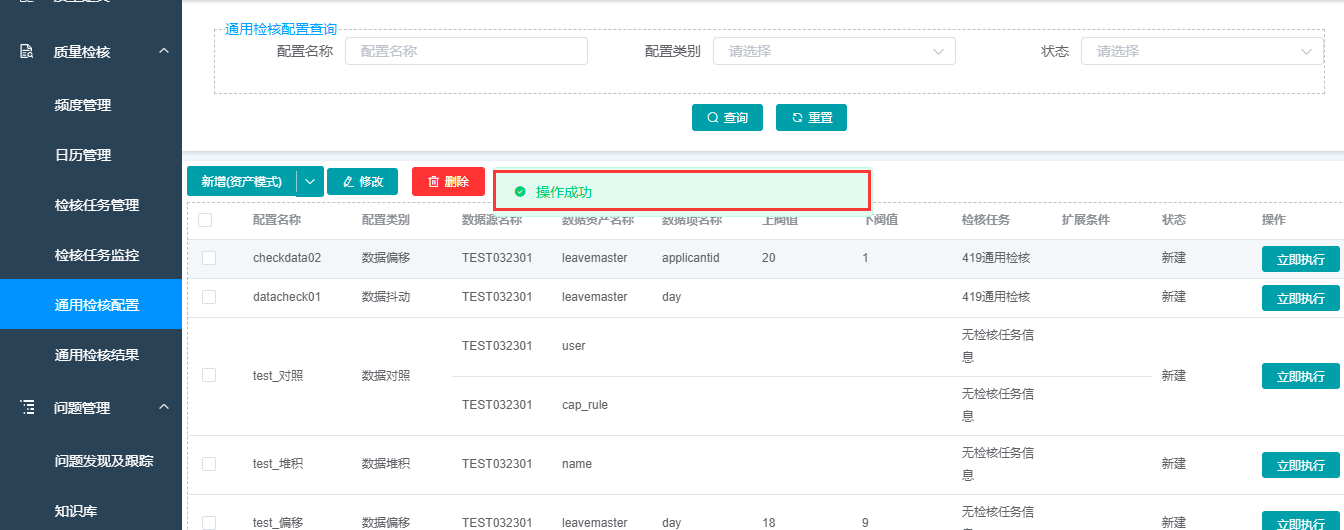 质量检核
频度管理
日历管理
检核任务管理
检核任务监控
通用检核配置
通用检核结果
问题管理
问题发现及跟踪
知识库
通用检核配置查询
配置名称 配置名称 配置类别 请选择 状态 请选择
查询 重置
新增(资产模式) 修改 删除
操作成功
配置名称 配置类别 数据源名称 数据资产名称 数据项名称 上阀值 下阀值 检核任务 扩展条件 状态 操作
checkdata02 数据偏移 TEST032301 leavemaster applicantid 20 1 419通用检核 新建 立即执行
datacheck01 数据抖动 TEST032301 leavemaster day 419通用检核 新建 立即执行
TEST032301 user 无检核任务信
息
test_对照 数据对照 新建 立即执行
TEST032301 cap_rule 无检核任务信
息
test_堆积 数据堆积 TEST032301 name 无检核任务信
息 新建 立即执行
test_偏移 数据偏移 TEST032301 leavemaster day 18 9 无检核任务信
息 新建 立即执行